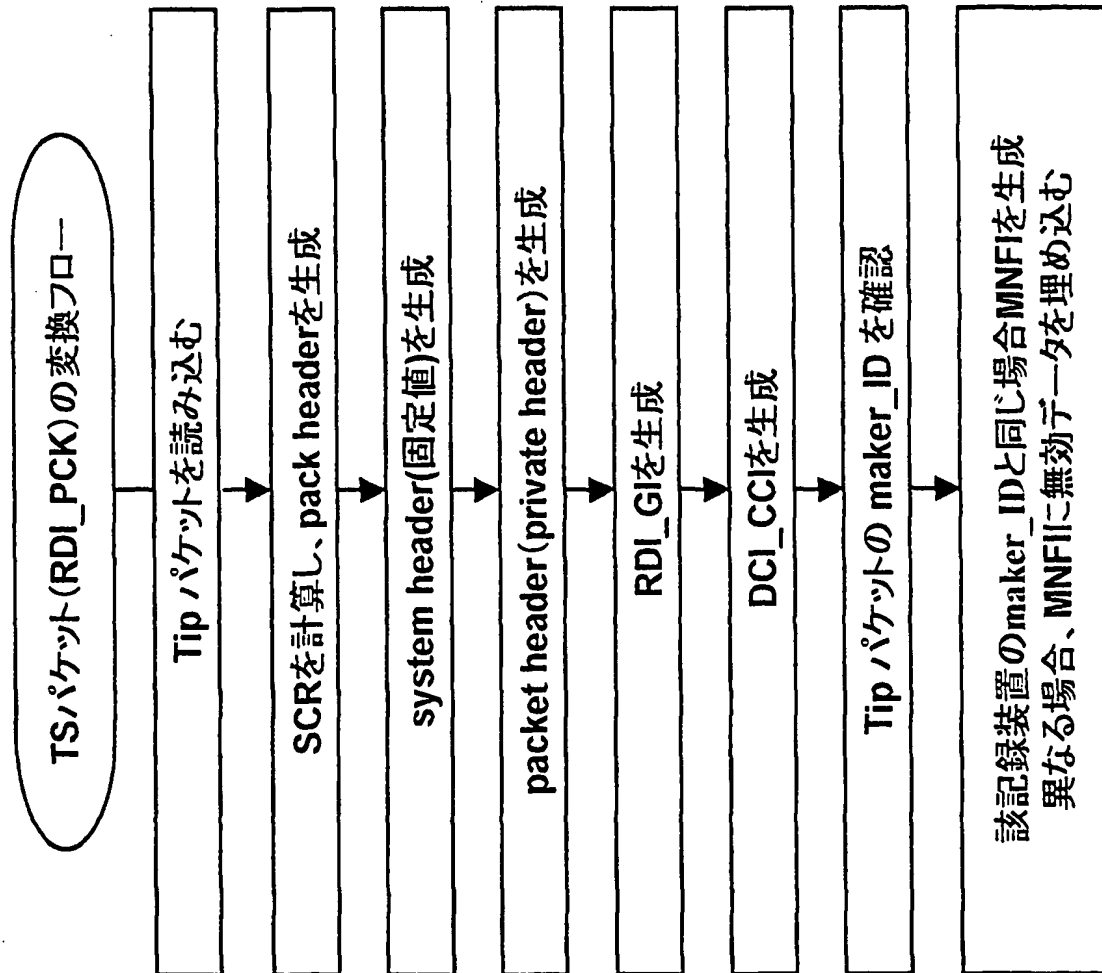 TSパケット(RDI_PCK)の変換フロー
Tip パケットを読み込む
SCRを計算し、pack headerを生成
system header(固定値)を生成
packet header(private header)を生成
RDI_GIを生成
DCI_CCIを生成
Tip パケットの maker_ID を確認
該記録装置のmaker_IDと同じ場合MNFIを生成
異なる場合、MNFIに無効データを埋め込む